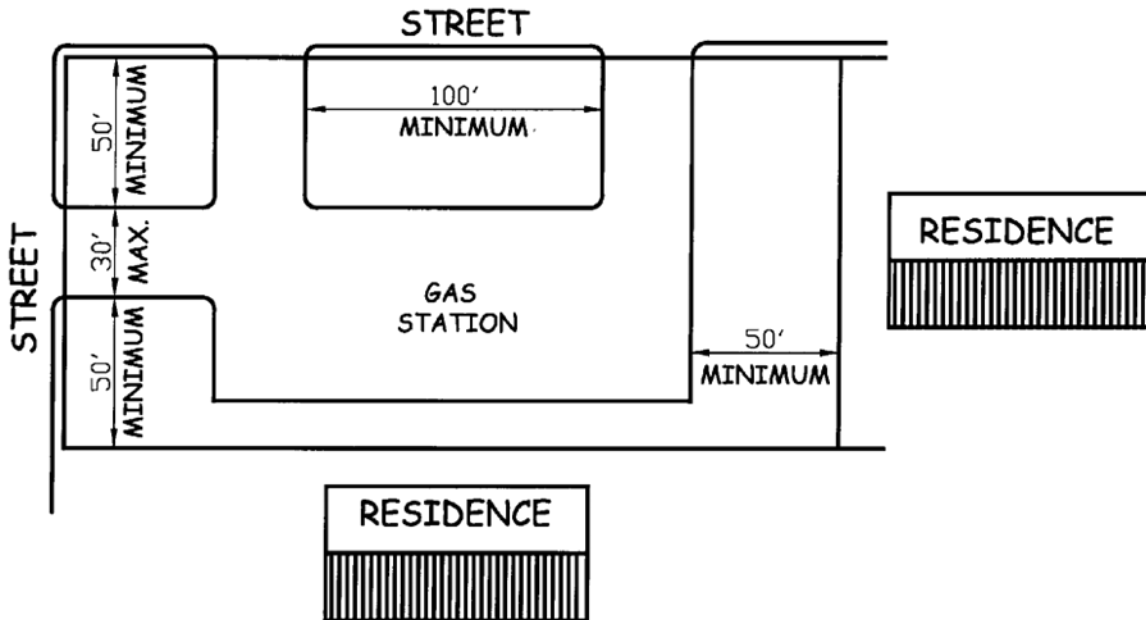 STREET
50'
MINIMUM
100'
MINIMUM
30'
MAX.
STREET
RESIDENCE
GAS
STATION
50'
MINIMUM
50'
MINIMUM
RESIDENCE